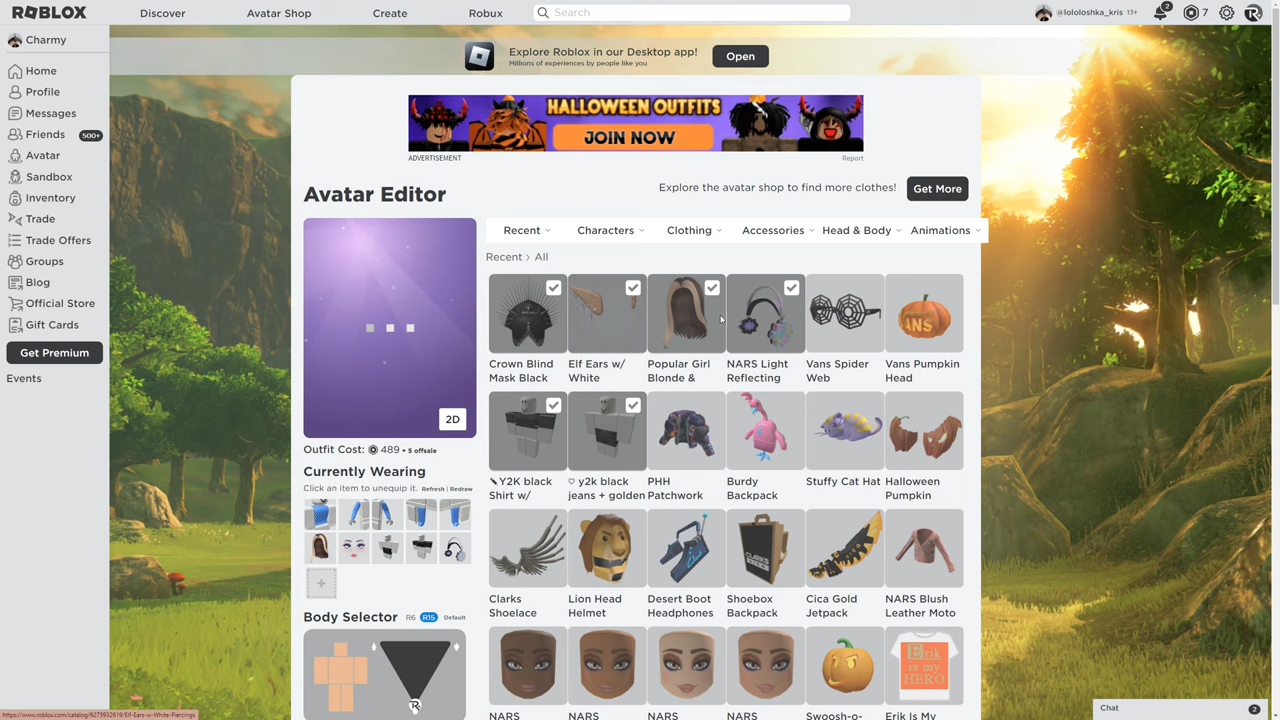 ROBLOX
Discover
Avatar Shop
Create
Robux
Search
@lololoshka_kris 13+
2
7
Charmy
Home
Profile
Messages
Friends
500+
Avatar
Sandbox
Inventory
Trade
Trade Offers
Groups
Blog
Official Store
Gift Cards
Get Premium
Events
Explore Roblox in our Desktop app!
Millions of experiences by people like you
Open
HALLOWEEN OUTFITS
JOIN NOW
ADVERTISEMENT
Report
Avatar Editor
Explore the avatar shop to find more clothes!
Get More
2D
Outfit Cost: 489 + 5 offsale
Currently Wearing
Click an item to unequip it. Refresh | Redraw
+
Body Selector
R6
R15
Default
Recent
Characters
Clothing
Accessories
Head & Body
Animations
Recent > All
Crown Blind
Mask Black
Elf Ears w/
White
Popular Girl
Blonde &
NARS Light
Reflecting
Vans Spider
Web
Vans Pumpkin
Head
Y2K black
Shirt w/
♡ y2k black
jeans + golden
PHH
Patchwork
Burdy
Backpack
Stuffy Cat Hat
Halloween
Pumpkin
Clarks
Shoelace
Lion Head
Helmet
Desert Boot
Headphones
Shoebox
Backpack
Cica Gold
Jetpack
NARS Blush
Leather Moto
Erik
is my
HERO
NARS
NARS
NARS
NARS
Swoosh-o-
Erik Is My
https://www.roblox.com/catalog/6275932619/Elf-Ears-w-White-Piercings
Chat
2